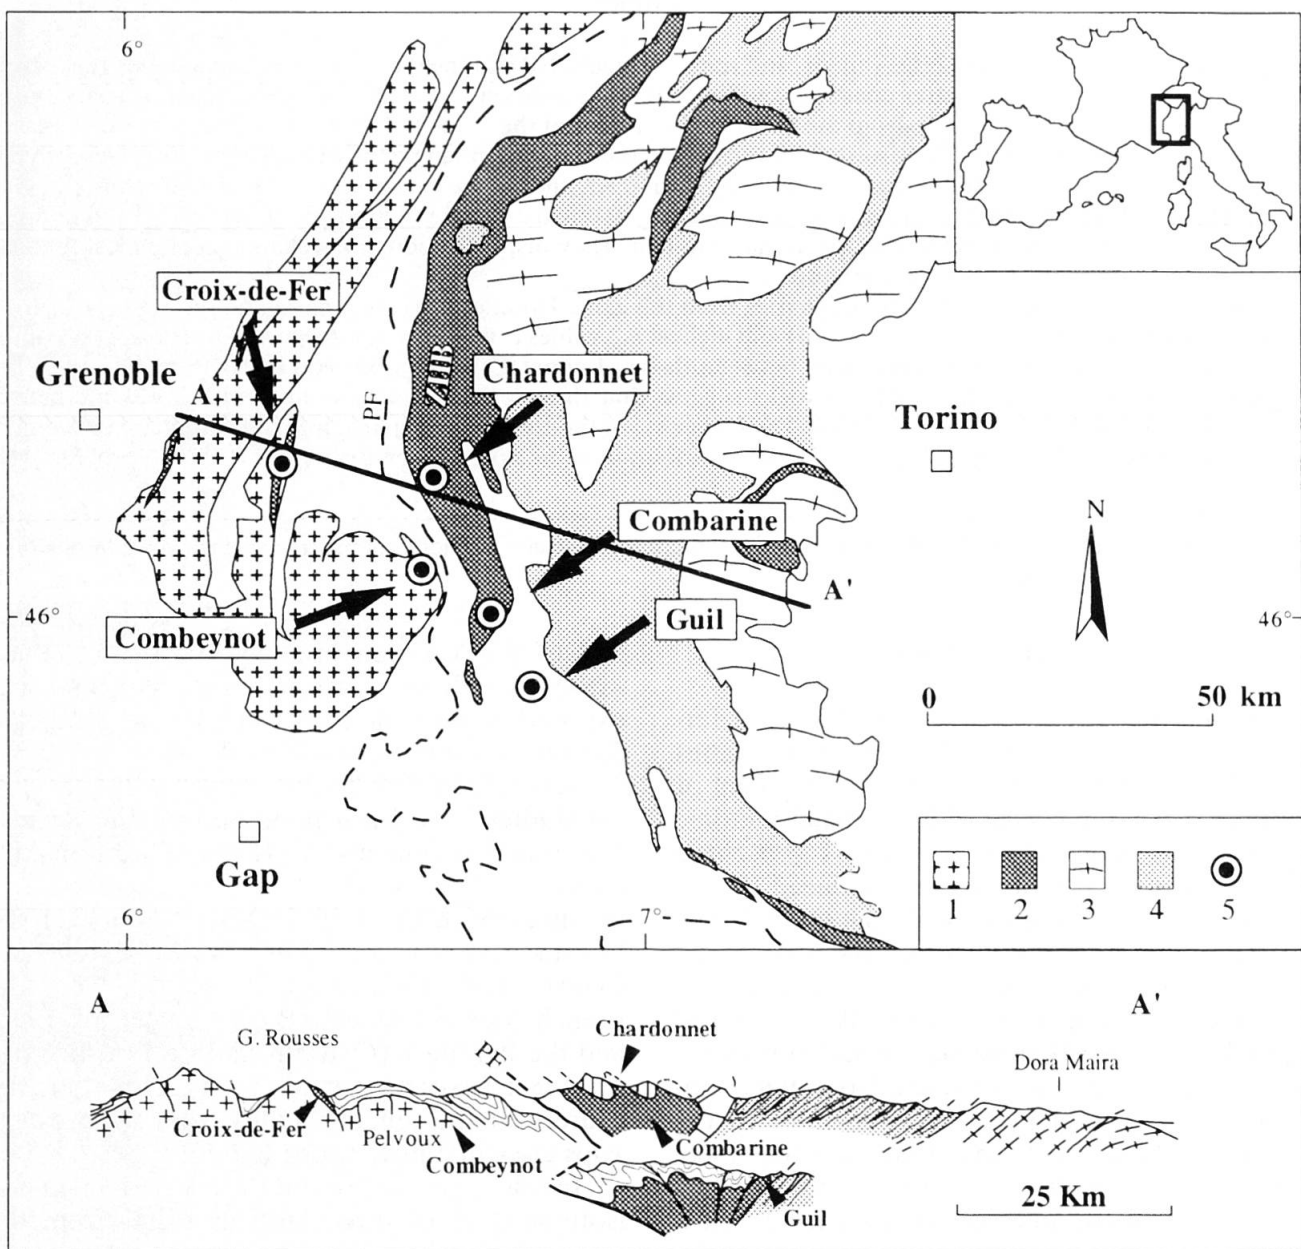 6°
7°
Croix-de-Fer
Grenoble
A
PF
ZHB
Chardonnet
Torino
Combarine
N
A'
46°
Combeynot
Guil
46°
0 50 km
Gap
1 2 3 4 5
6°
7°
A
A'
G. Rousses
PF
Chardonnet
Dora Maira
Croix-de-Fer
Pelvoux
Combeynot
Combarine
Guil
25 Km